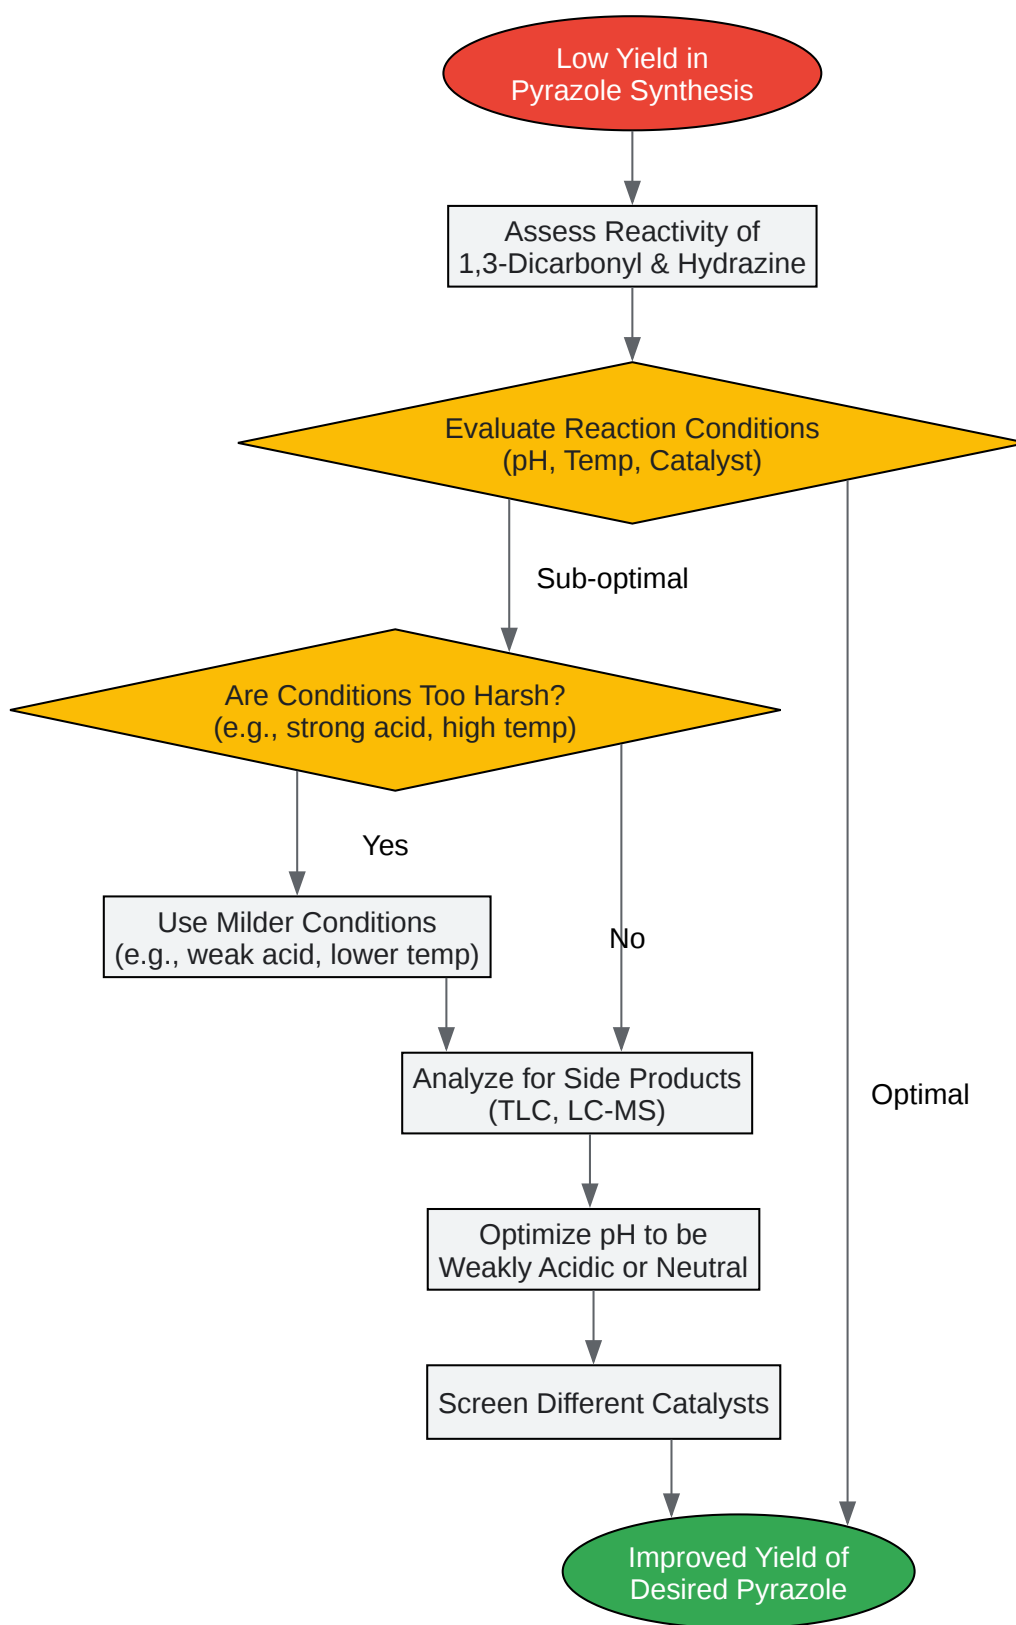 Low Yield in
Pyrazole Synthesis
Assess Reactivity of
1,3-Dicarbonyl & Hydrazine
Evaluate Reaction Conditions
(pH, Temp, Catalyst)
Sub-optimal
Are Conditions Too Harsh?
(e.g., strong acid, high temp)
Yes
Use Milder Conditions
(e.g., weak acid, lower temp)
No
Analyze for Side Products
(TLC, LC-MS)
Optimal
Optimize pH to be
Weakly Acidic or Neutral
Screen Different Catalysts
Improved Yield of
Desired Pyrazole